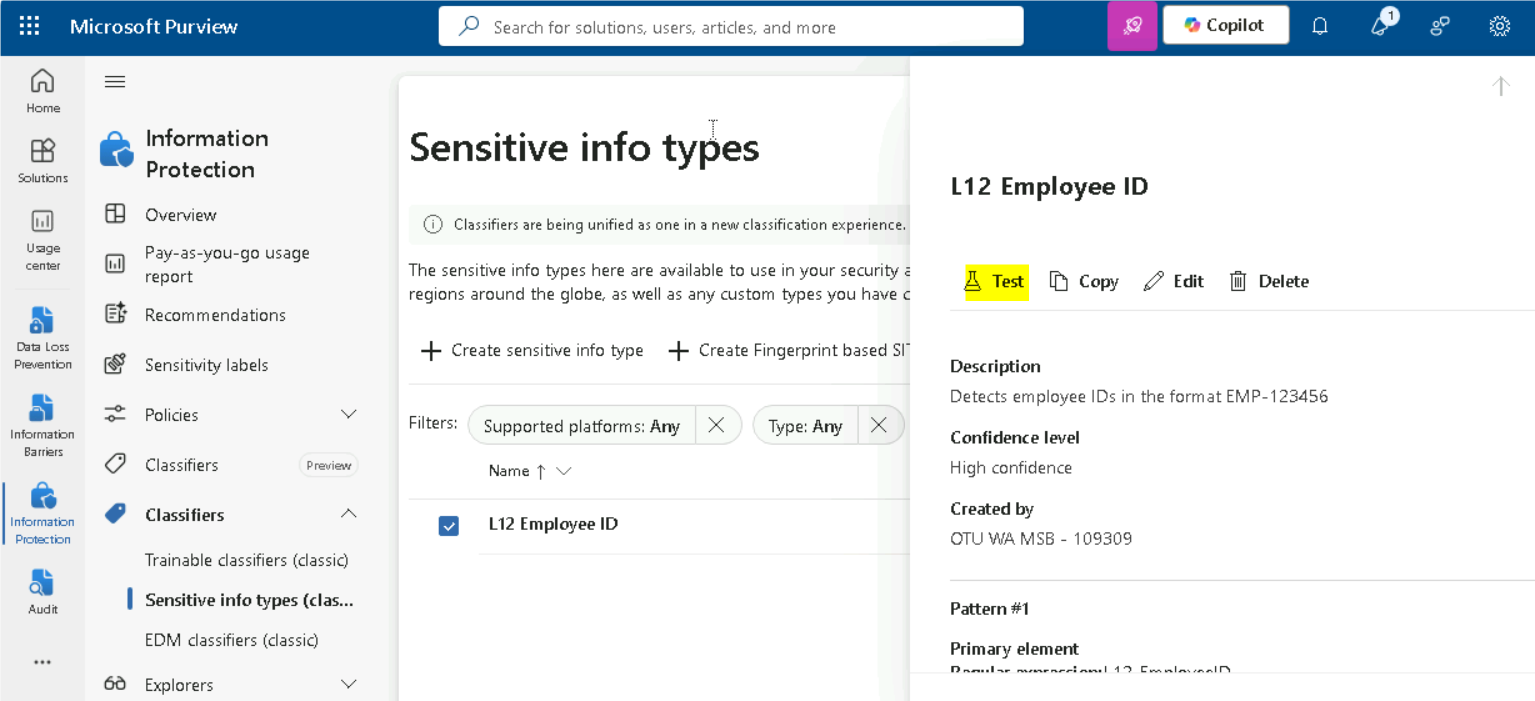 Microsoft Purview
Search for solutions, users, articles, and more
Copilot
1
Home
Solutions
Usage
center
Data Loss
Prevention
Information
Barriers
Information
Protection
Audit
Information
Protection
Overview
Pay-as-you-go usage
report
Recommendations
Sensitivity labels
Policies
Classifiers Preview
Classifiers
Trainable classifiers (classic)
Sensitive info types (clas...
EDM classifiers (classic)
Explorers
Sensitive info types
Classifiers are being unified as one in a new classification experience.
The sensitive info types here are available to use in your security a
regions around the globe, as well as any custom types you have c
Create sensitive info type Create Fingerprint based SIT
Filters: Supported platforms: Any Type: Any
Name
L12 Employee ID
L12 Employee ID
Test Copy Edit Delete
Description
Detects employee IDs in the format EMP-123456
Confidence level
High confidence
Created by
OTU WA MSB - 109309
Pattern #1
Primary element
Regular expression: L12_EmployeeID